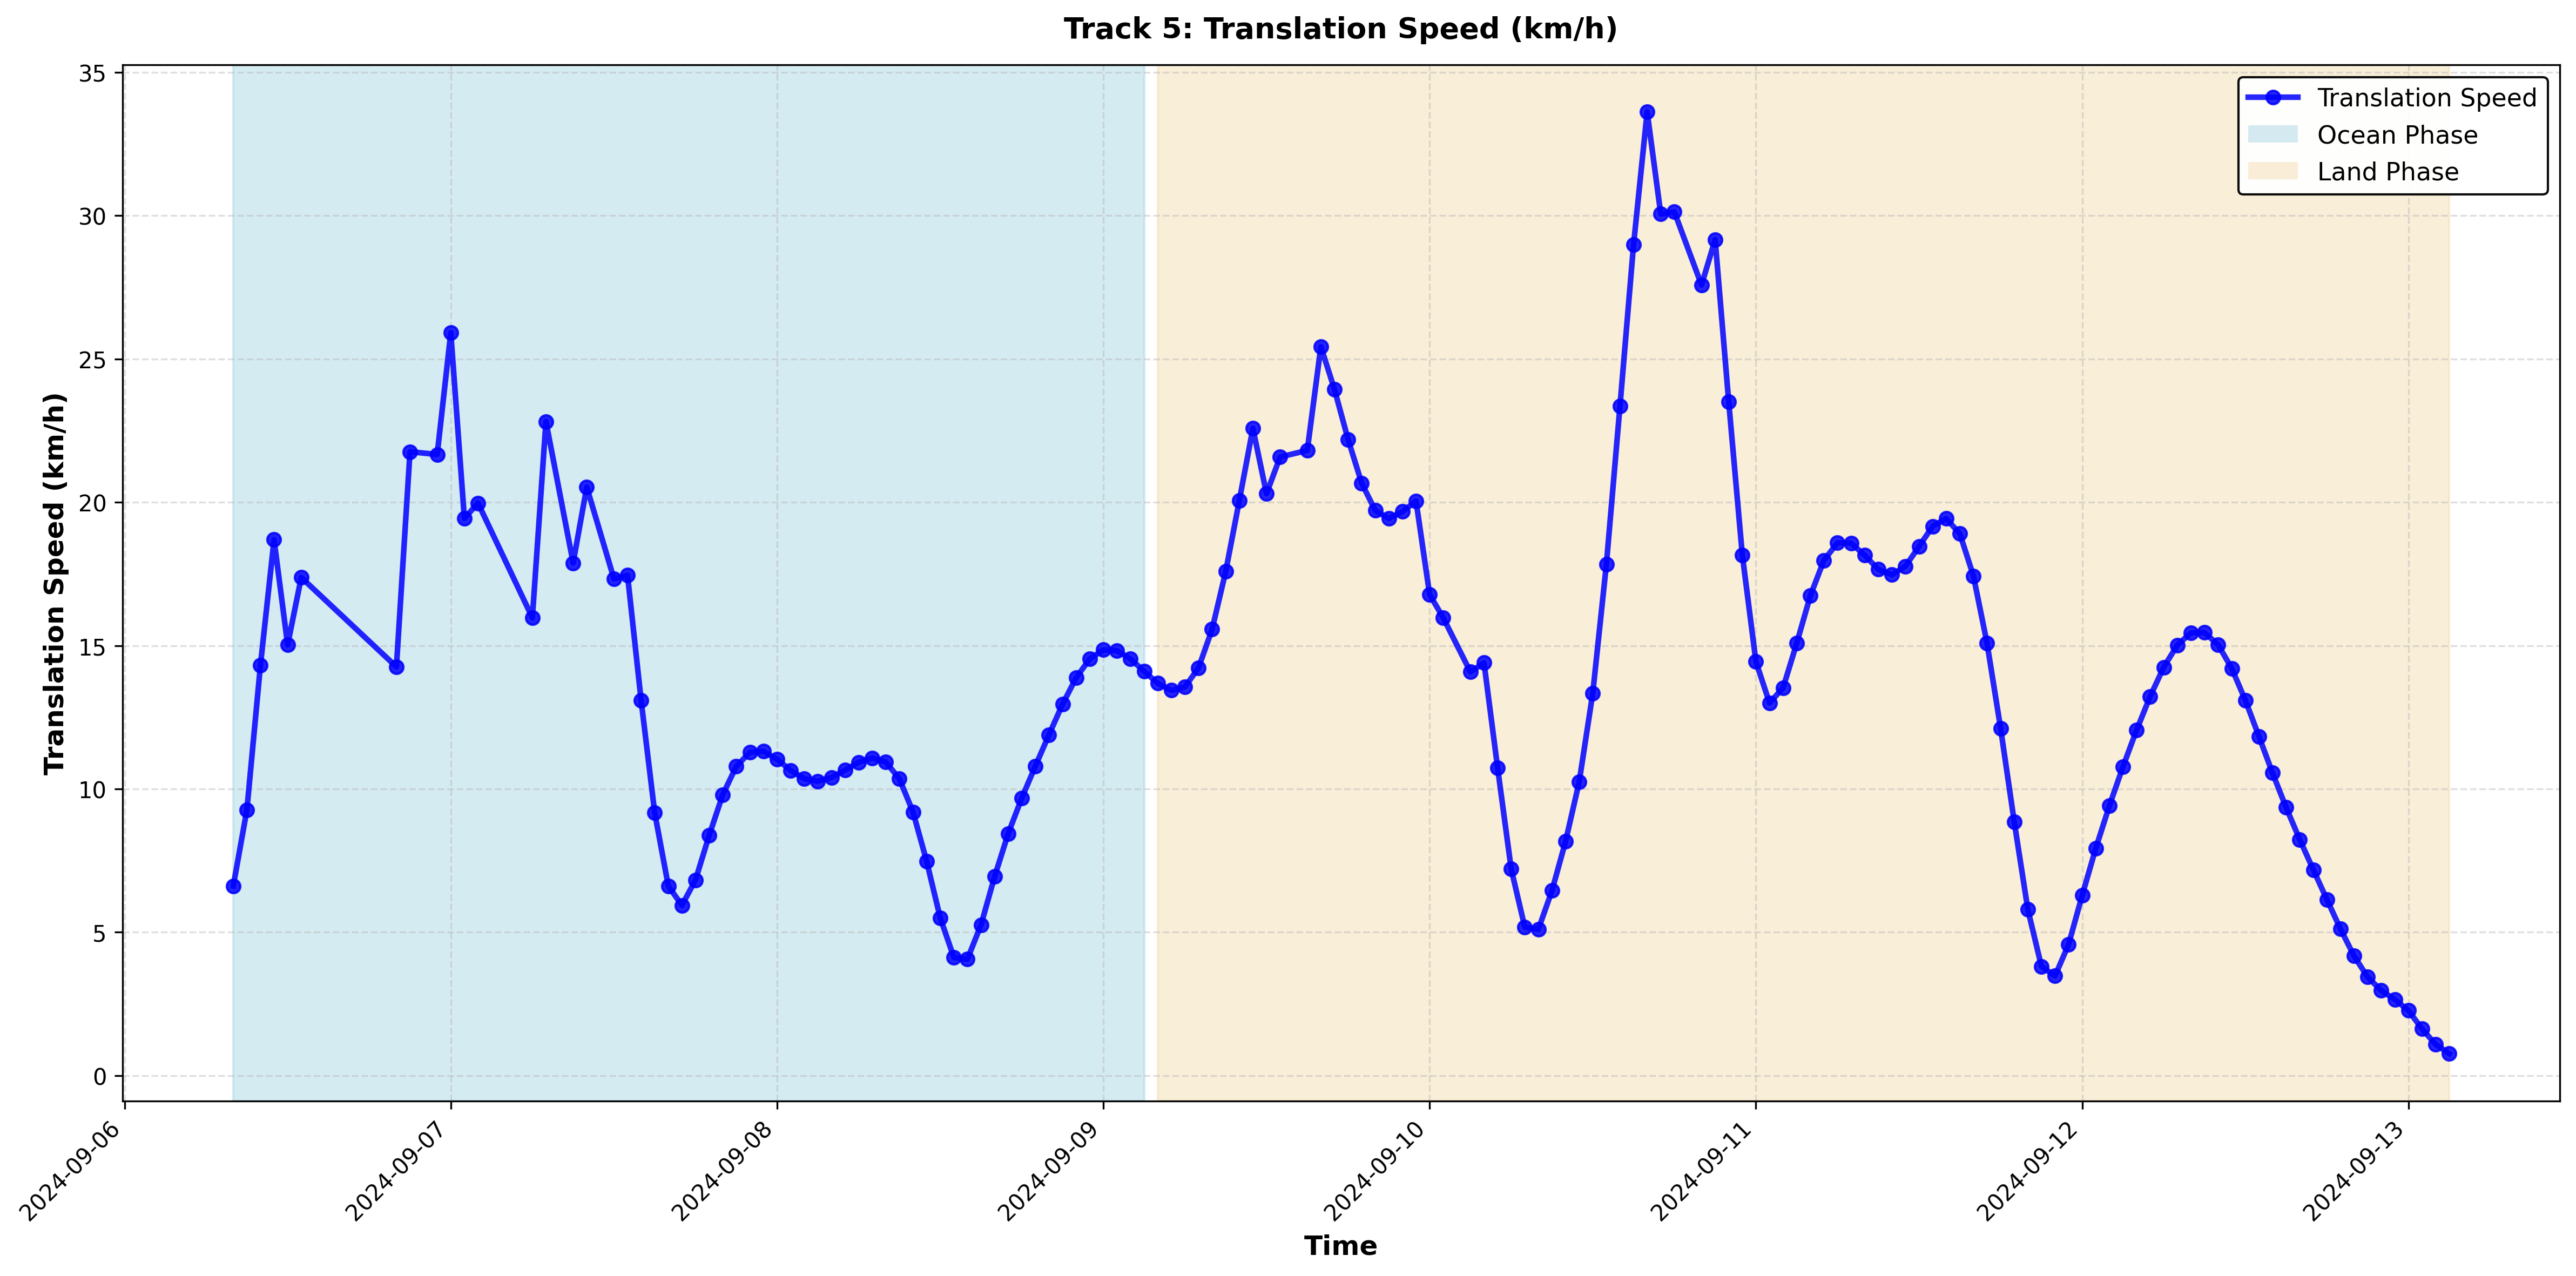 Track 5: Translation Speed (km/h)
Translation Speed
Ocean Phase
Land Phase
Translation Speed (km/h)
35
30
25
20
15
10
5
0
2024-09-06
2024-09-07
2024-09-08
2024-09-09
2024-09-10
2024-09-11
2024-09-12
2024-09-13
Time